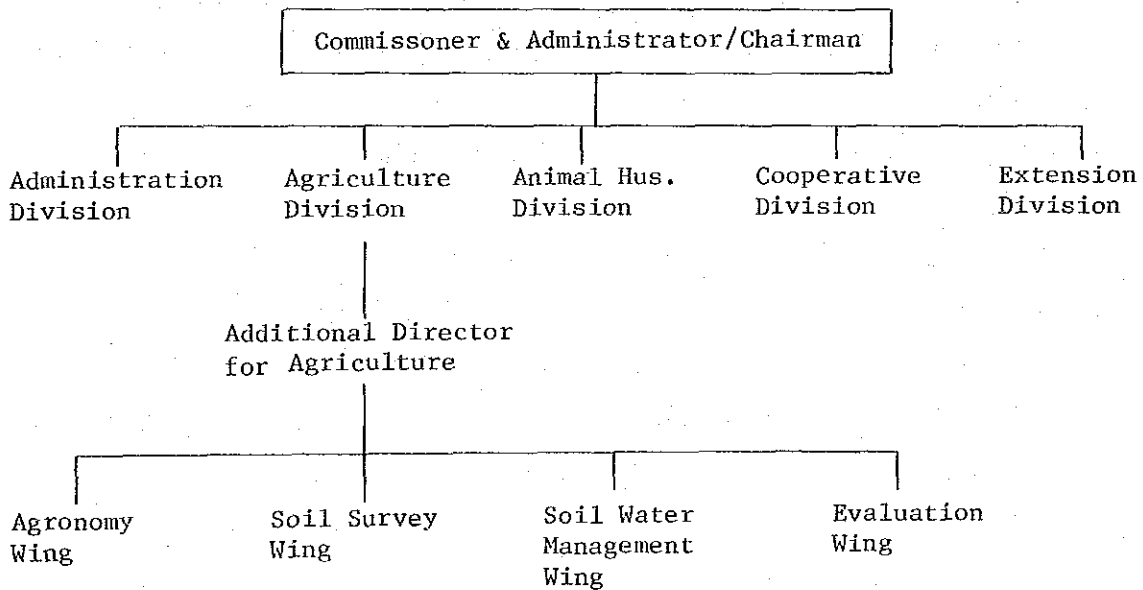 Commissoner & Administrator/Chairman
Administration Division
Agriculture Division
Animal Hus. Division
Cooperative Division
Extension Division
Additional Director
for Agriculture
Agronomy Wing
Soil Survey Wing
Soil Water Management Wing
Evaluation Wing